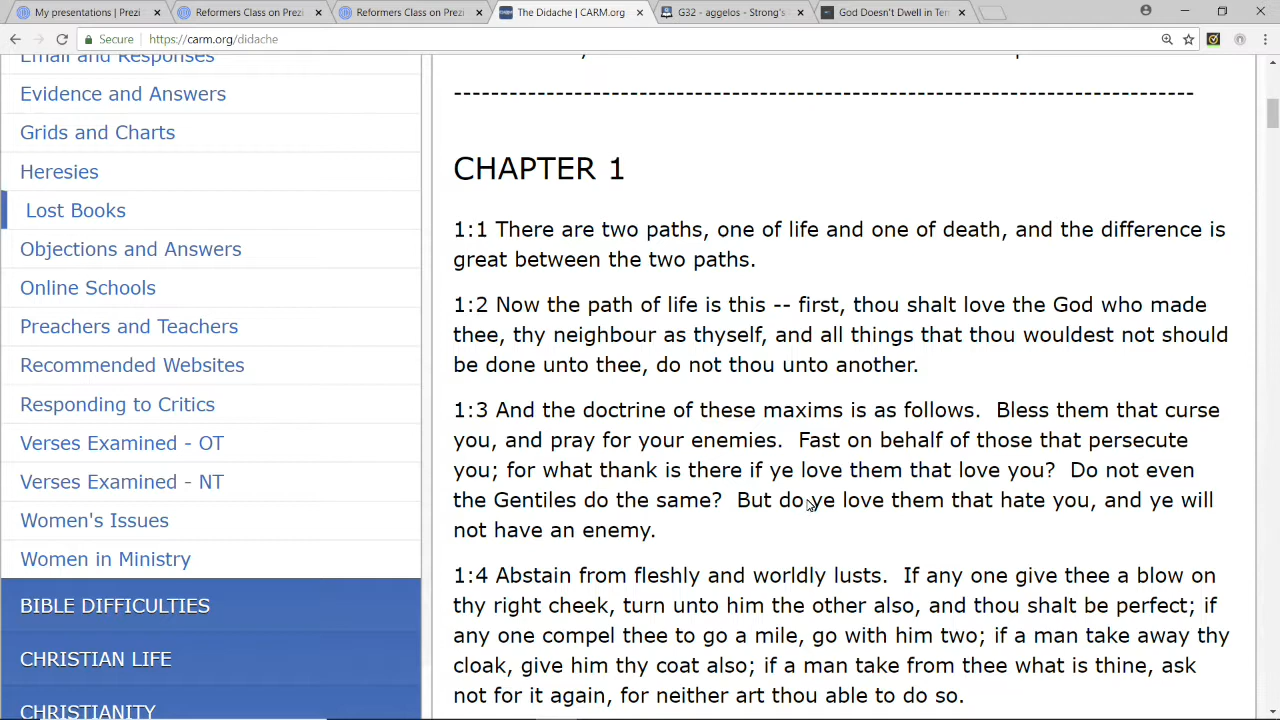 My presentations | Prezi
Reformers Class on Prezi
Reformers Class on Prezi
The Didache | CARM.org
G32 - aggelos - Strong's
God Doesn't Dwell in Tem
Secure
https://carm.org/didache
Email and Responses
Evidence and Answers
Grids and Charts
Heresies
Lost Books
Objections and Answers
Online Schools
Preachers and Teachers
Recommended Websites
Responding to Critics
Verses Examined - OT
Verses Examined - NT
Women's Issues
Women in Ministry
BIBLE DIFFICULTIES
CHRISTIAN LIFE
CHRISTIANITY
--------------------------------------------------------------------------
CHAPTER 1
1:1 There are two paths, one of life and one of death, and the difference is
great between the two paths.
1:2 Now the path of life is this -- first, thou shalt love the God who made
thee, thy neighbour as thyself, and all things that thou wouldest not should
be done unto thee, do not thou unto another.
1:3 And the doctrine of these maxims is as follows.  Bless them that curse
you, and pray for your enemies.  Fast on behalf of those that persecute
you; for what thank is there if ye love them that love you?  Do not even
the Gentiles do the same?  But do ye love them that hate you, and ye will
not have an enemy.
1:4 Abstain from fleshly and worldly lusts.  If any one give thee a blow on
thy right cheek, turn unto him the other also, and thou shalt be perfect; if
any one compel thee to go a mile, go with him two; if a man take away thy
cloak, give him thy coat also; if a man take from thee what is thine, ask
not for it again, for neither art thou able to do so.